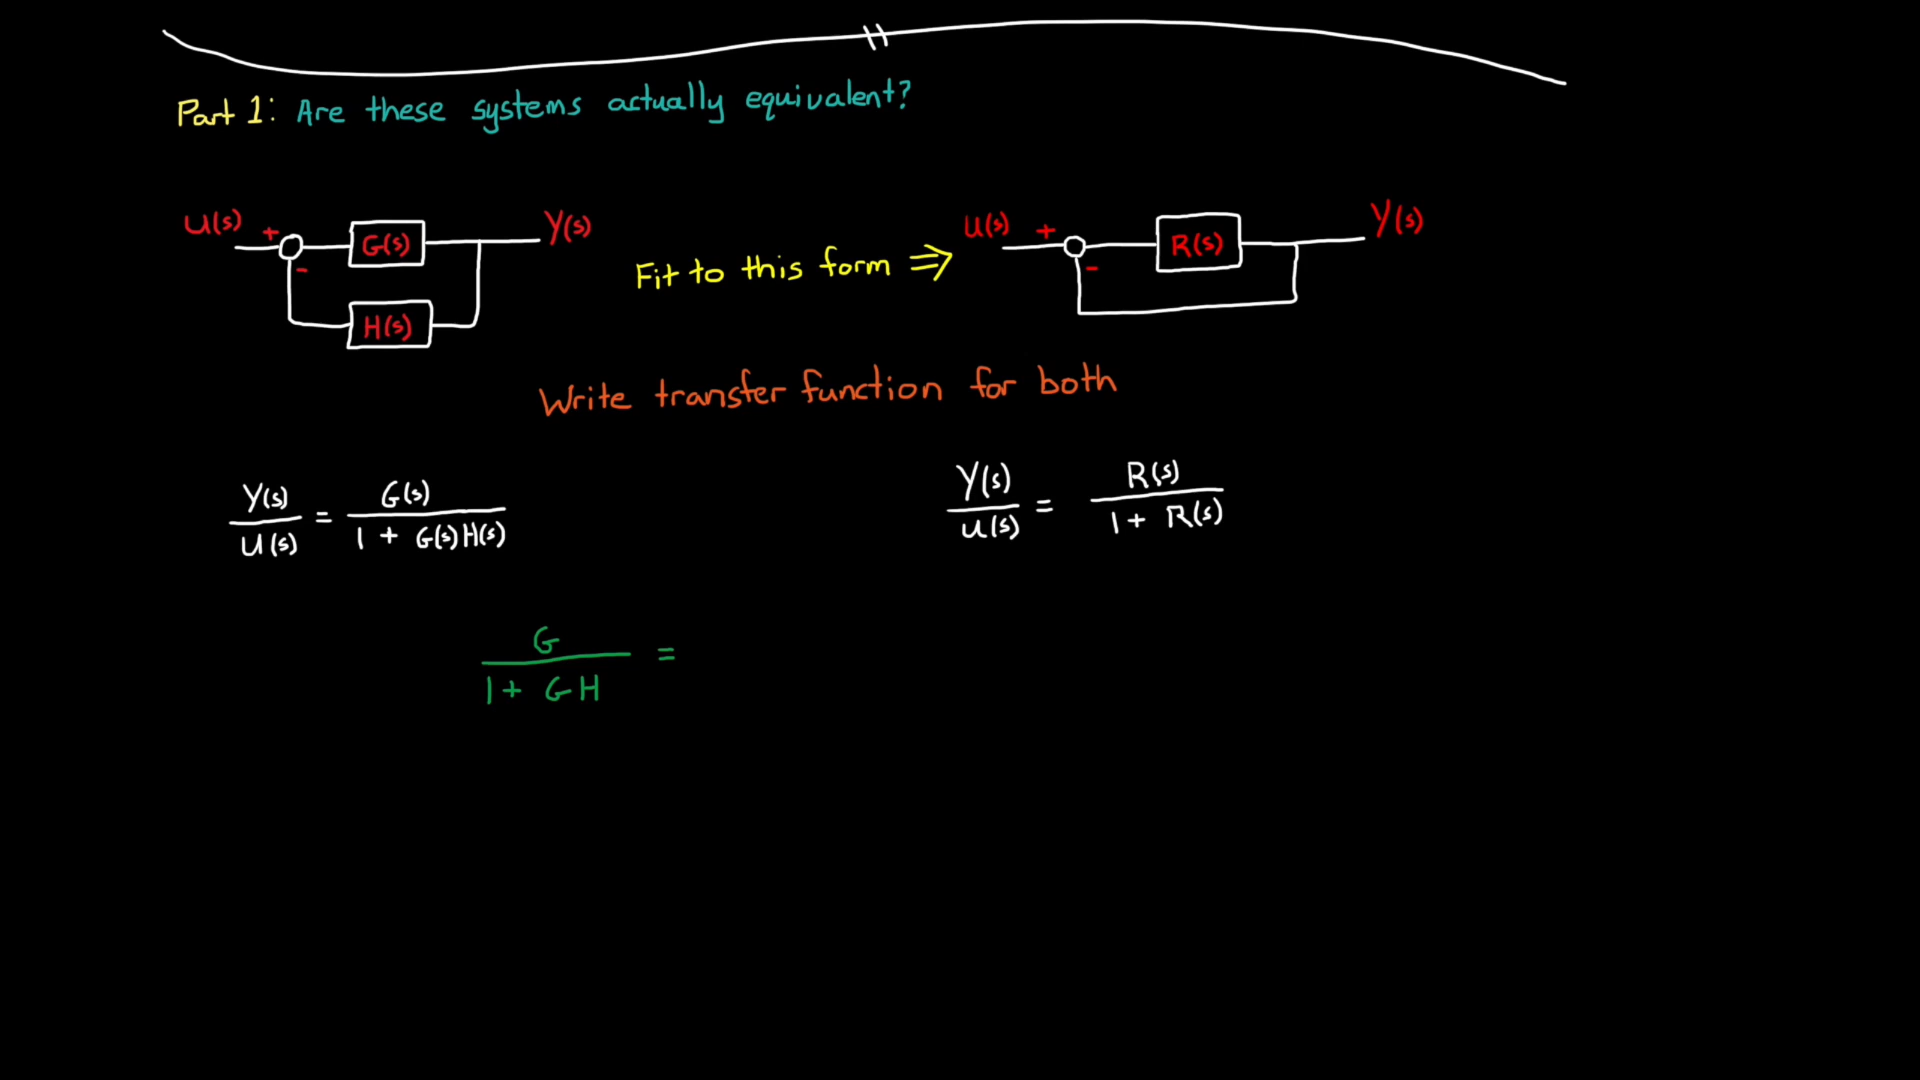 Part 1: Are these systems actually equivalent?
U(s) + - G(s) Y(s)
H(s)
Fit to this form ⇒
U(s) + - R(s) Y(s)
Write transfer function for both
Y(s)/U(s) = G(s)/(1 + G(s)H(s))
Y(s)/U(s) = R(s)/(1 + R(s))
G/(1 + GH) =